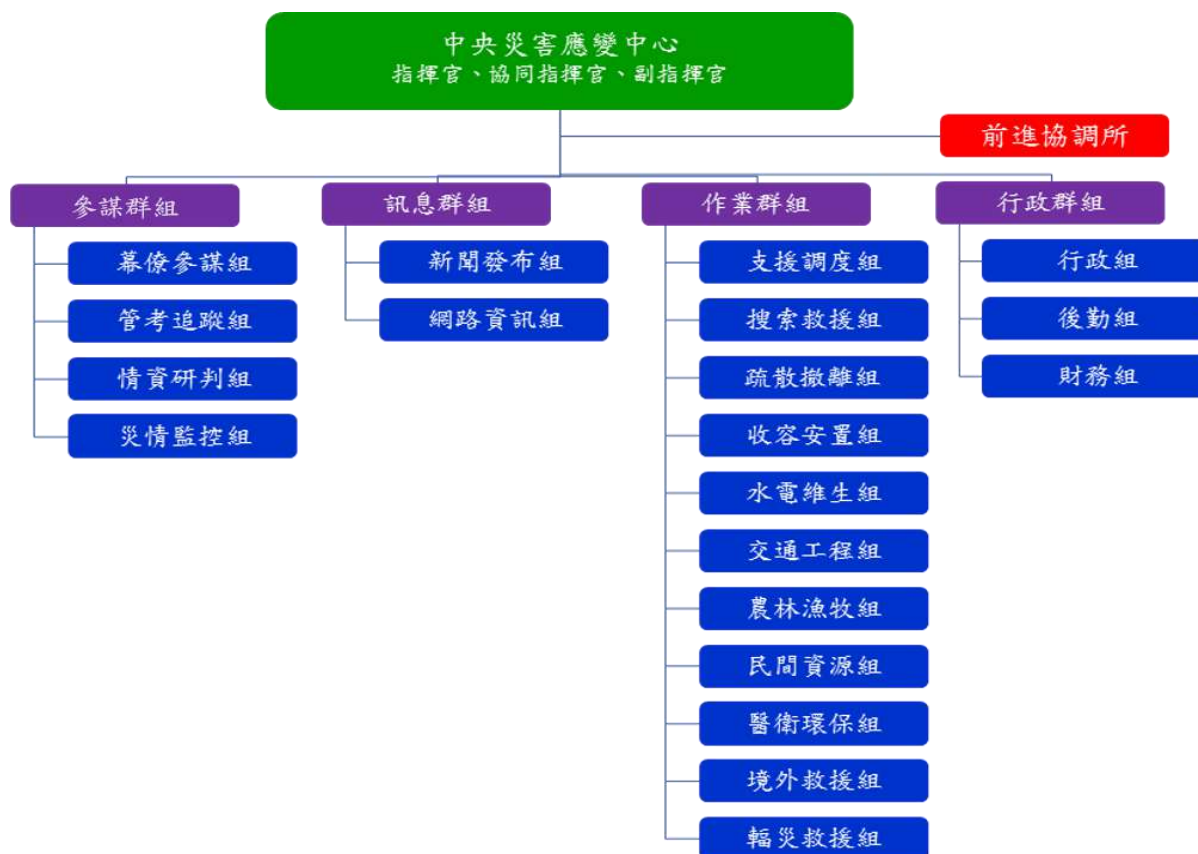 中央災害應變中心
指揮官、協同指揮官、副指揮官
前進協調所
參謀群組
幕僚參謀組
管考追蹤組
情資研判組
災情監控組
訊息群組
新聞發布組
網路資訊組
作業群組
支援調度組
搜索救援組
疏散撤離組
收容安置組
水電維生組
交通工程組
農林漁牧組
民間資源組
醫衛環保組
境外救援組
輻災救援組
行政群組
行政組
後勤組
財務組